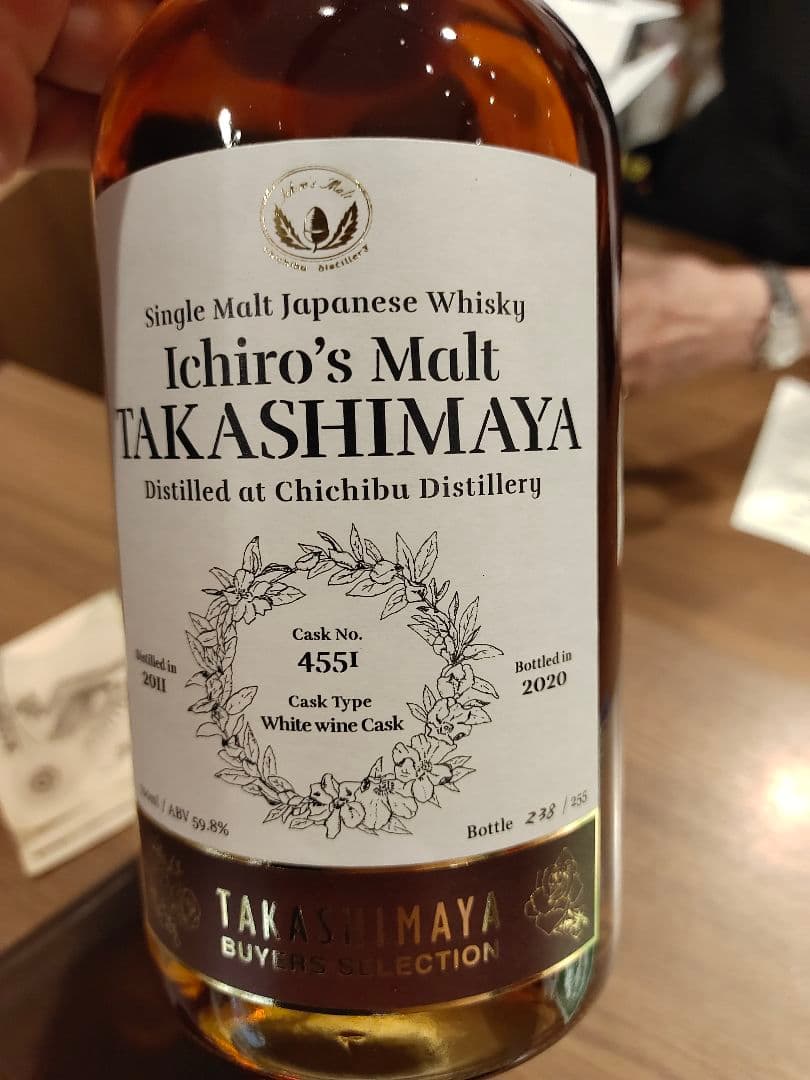 Ichiro's Malt
Chichibu Distillery
Single Malt Japanese Whisky
Ichiro's Malt
TAKASHIMAYA
Distilled at Chichibu Distillery
Cask No.
4551
Distilled in
2011
Cask Type
White wine Cask
Bottled in
2020
/ ABV 59.8%
Bottle 238 / 255
TAKASHIMAYA
BUYERS SELECTION